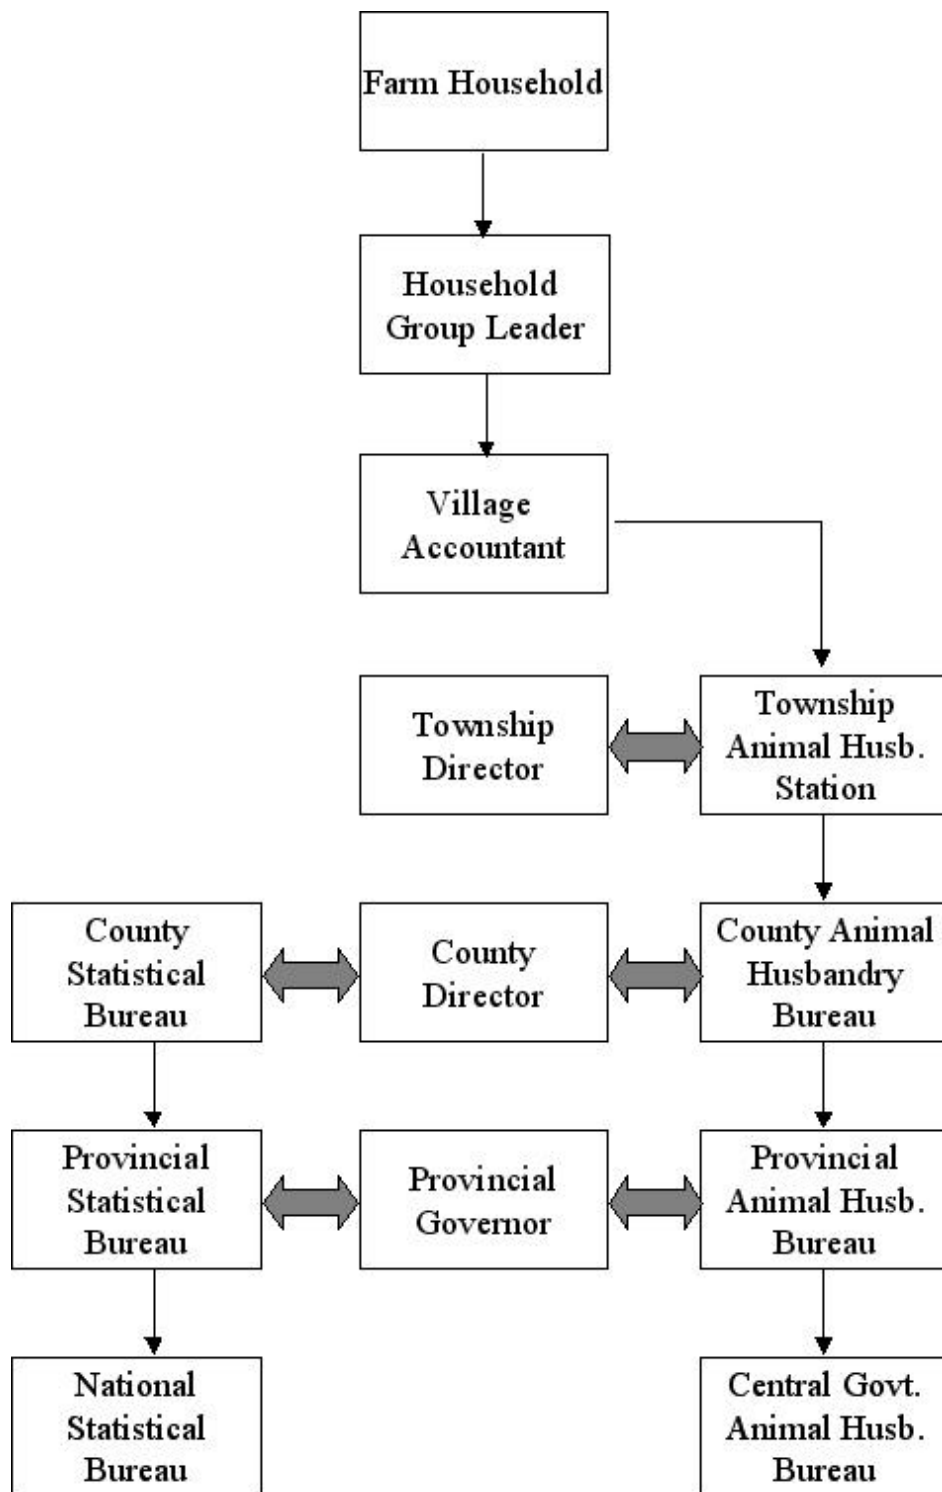 Farm Household
Household
Group Leader
Village
Accountant
Township
Director
Township
Animal Husb.
Station
County
Statistical
Bureau
County
Director
County Animal
Husbandry
Bureau
Provincial
Statistical
Bureau
Provincial
Governor
Provincial
Animal Husb.
Bureau
National
Statistical
Bureau
Central Govt.
Animal Husb.
Bureau